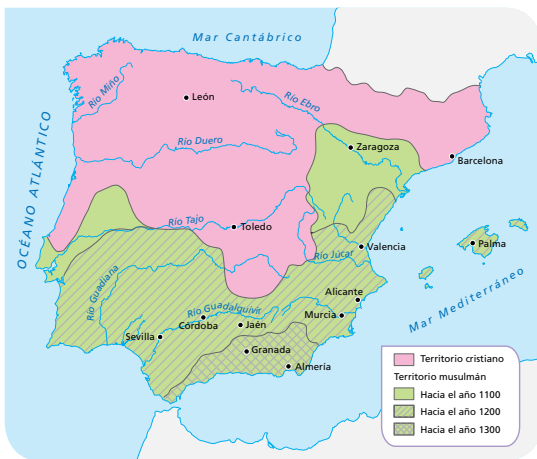 Mar Cantábrico
Río Miño
León
Río Ebro
Río Duero
Zaragoza
Barcelona
OCÉANO ATLÁNTICO
Río Tajo
Toledo
Valencia
Palma
Río Júcar
Río Guadiana
Alicante
Mar Mediterráneo
Río Guadalquivir
Murcia
Córdoba
Jaén
Sevilla
Granada
Almería
Territorio cristiano
Territorio musulmán
Hacia el año 1100
Hacia el año 1200
Hacia el año 1300